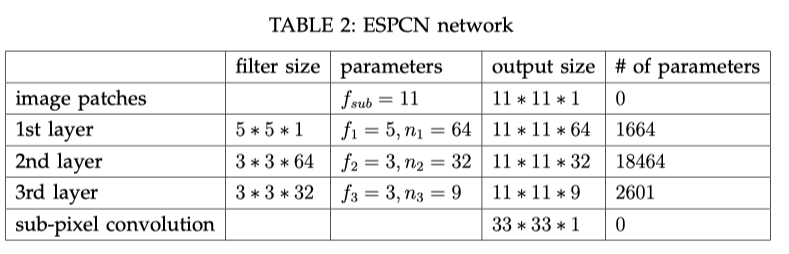 TABLE 2: ESPCN network
filter size parameters output size # of parameters
image patches f_sub = 11 11 * 11 * 1 0
1st layer 5 * 5 * 1 f_1 = 5, n_1 = 64 11 * 11 * 64 1664
2nd layer 3 * 3 * 64 f_2 = 3, n_2 = 32 11 * 11 * 32 18464
3rd layer 3 * 3 * 32 f_3 = 3, n_3 = 9 11 * 11 * 9 2601
sub-pixel convolution 33 * 33 * 1 0